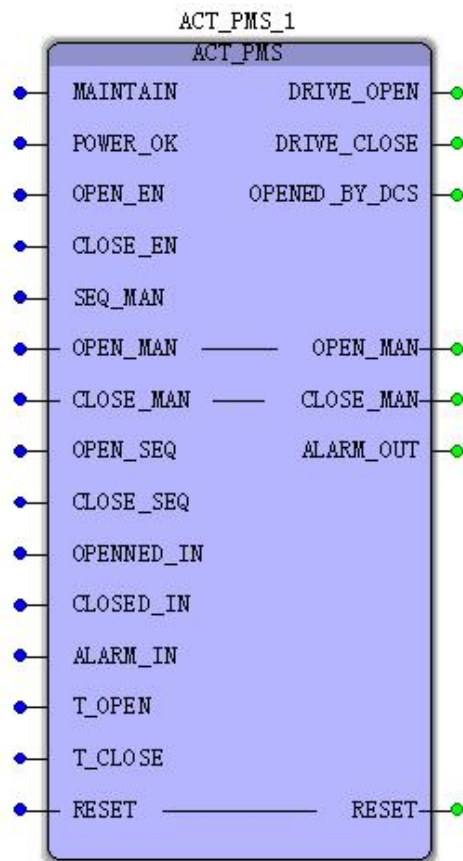 ACT_PMS_1
ACT_PMS
MAINTAIN DRIVE_OPEN
POWER_OK DRIVE_CLOSE
OPEN_EN OPENED_BY_DCS
CLOSE_EN
SEQ_MAN
OPEN_MAN OPEN_MAN
CLOSE_MAN CLOSE_MAN
OPEN_SEQ ALARM_OUT
CLOSE_SEQ
OPENNED_IN
CLOSED_IN
ALARM_IN
T_OPEN
T_CLOSE
RESET RESET